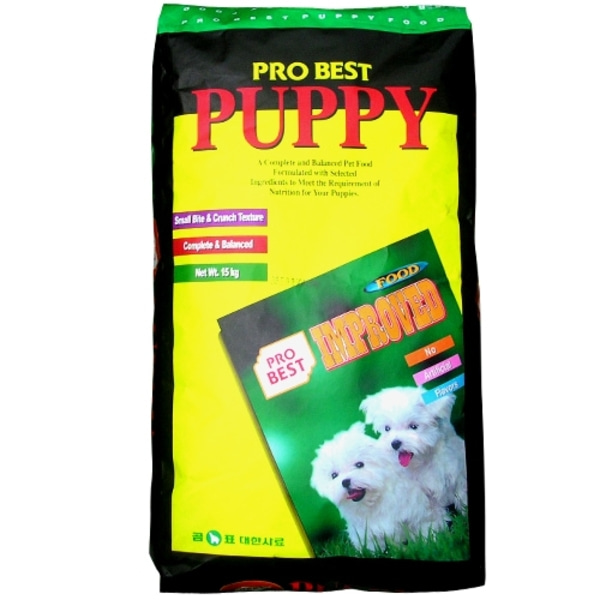 PRO BEST PUPPY FOOD
PRO BEST
PUPPY
A Complete and Balanced Pet Food
Formulated with Selected
Ingredients to Meet the Requirement of
Nutrition for Your Puppies.
Small Bite & Crunch Texture
Complete & Balanced
Net Wt. 15 kg
FOOD
IMPROVED
PRO
BEST
No
Artificial
Flavors
곰 표 대한사료